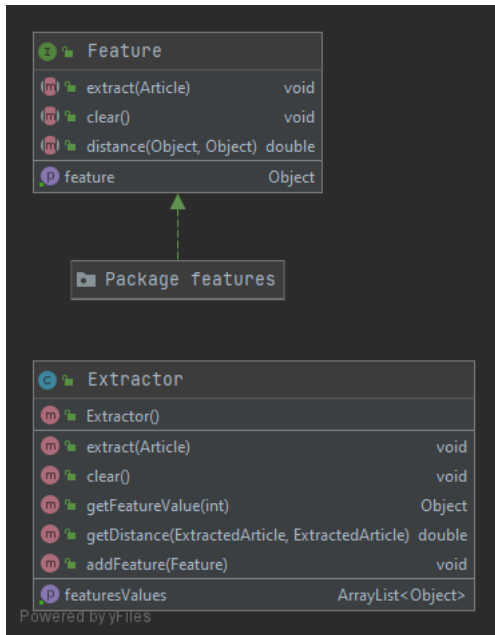 I Feature
m extract(Article) void
m clear() void
m distance(Object, Object) double
p feature Object
Package features
C Extractor
m Extractor()
m extract(Article) void
m clear() void
m getFeatureValue(int) Object
m getDistance(ExtractedArticle, ExtractedArticle) double
m addFeature(Feature) void
p featuresValues ArrayList<Object>
Powered by yFiles